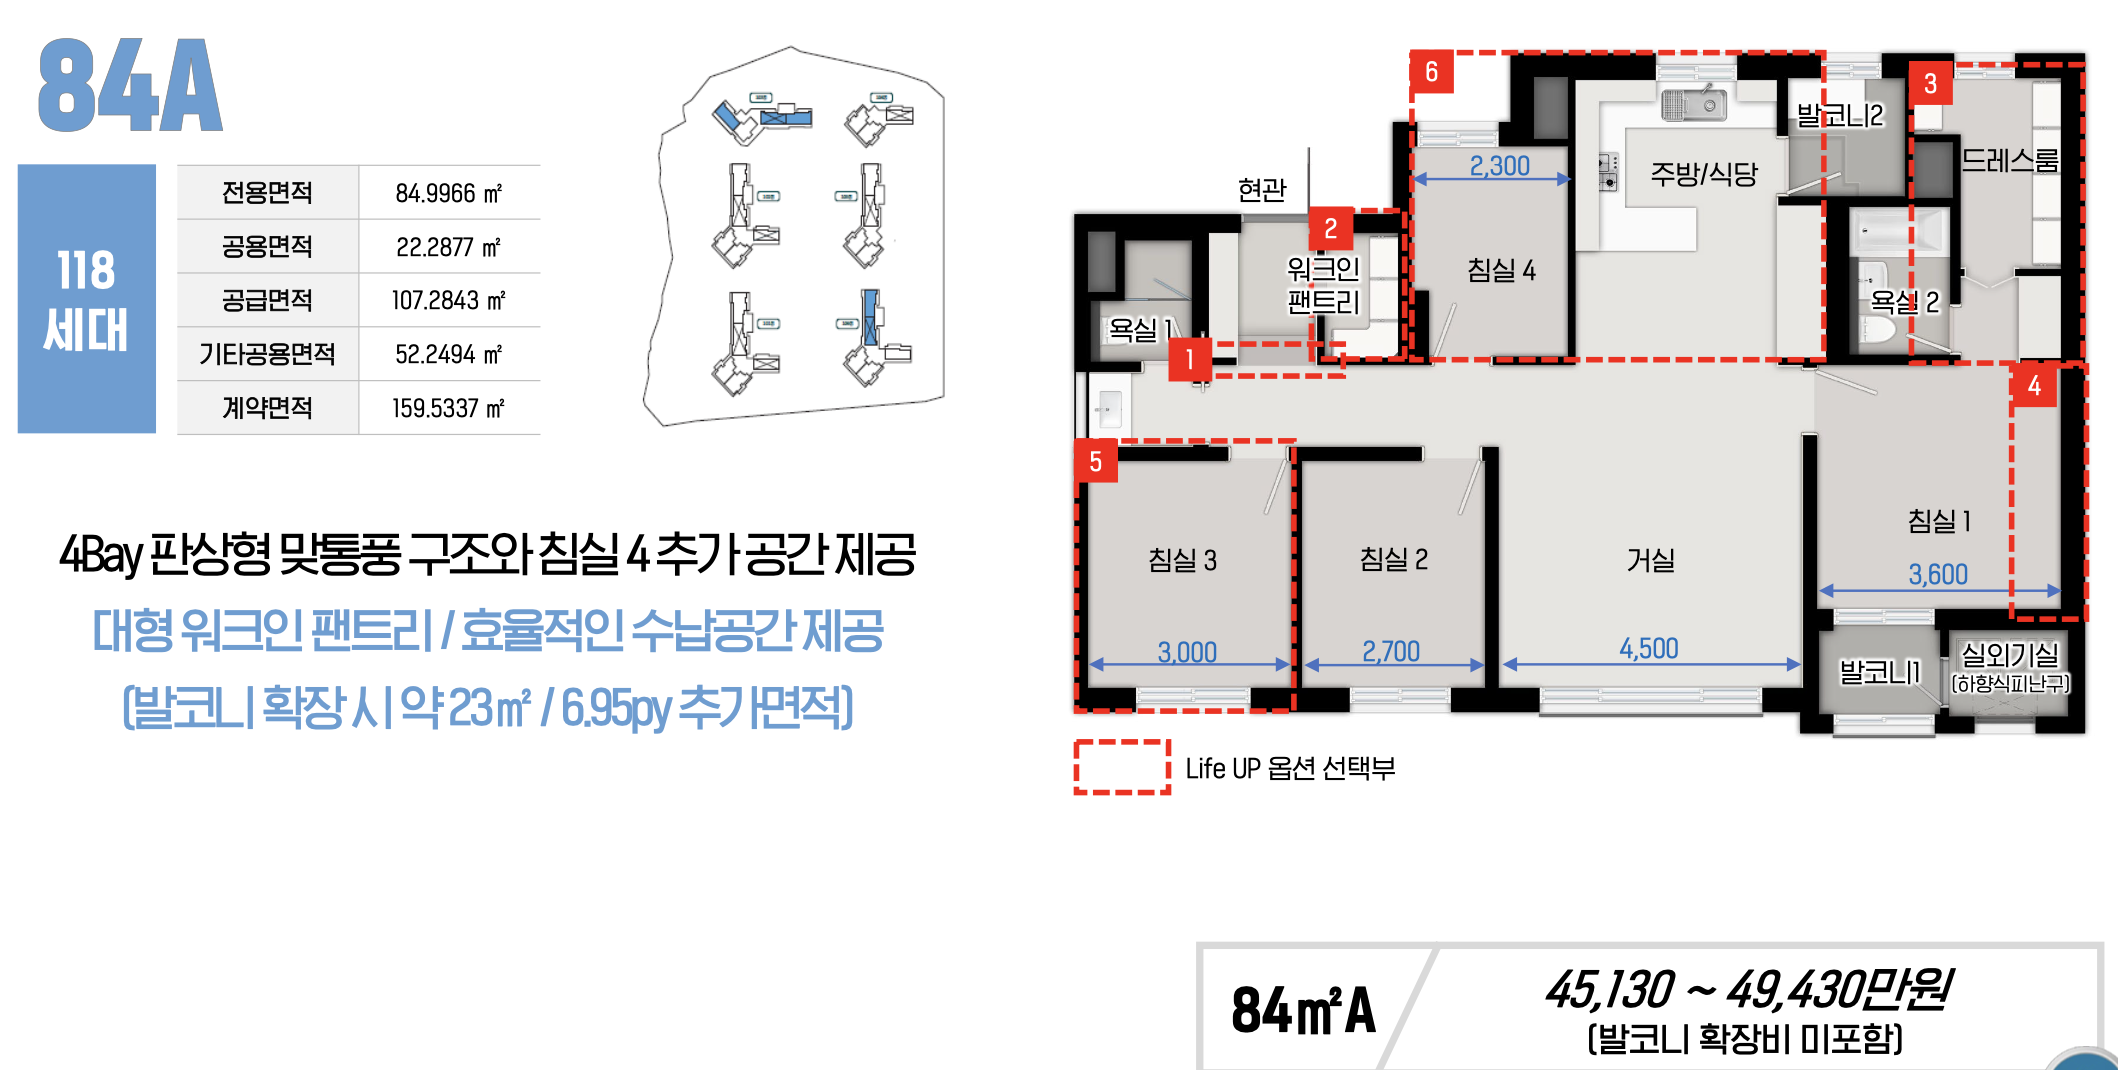 84A
118
세대
전용면적 84.9966 ㎡
공용면적 22.2877 ㎡
공급면적 107.2843 ㎡
기타공용면적 52.2494 ㎡
계약면적 159.5337 ㎡
4Bay 판상형 맞통풍 구조와 침실 4 추가 공간 제공
대형 워크인 팬트리 / 효율적인 수납공간 제공
(발코니 확장 시 약 23㎡ / 6.95py 추가면적)
6
3
발코니2
2,300
주방/식당
드레스룸
현관
2
워크인
팬트리
침실 4
욕실 2
욕실 1
1
4
5
침실 1
침실 3
침실 2
거실
3,600
3,000
2,700
4,500
발코니1
실외기실
(하향식피난구)
Life UP 옵션 선택부
84㎡A
45,130 ~ 49,430만원
(발코니 확장비 미포함)